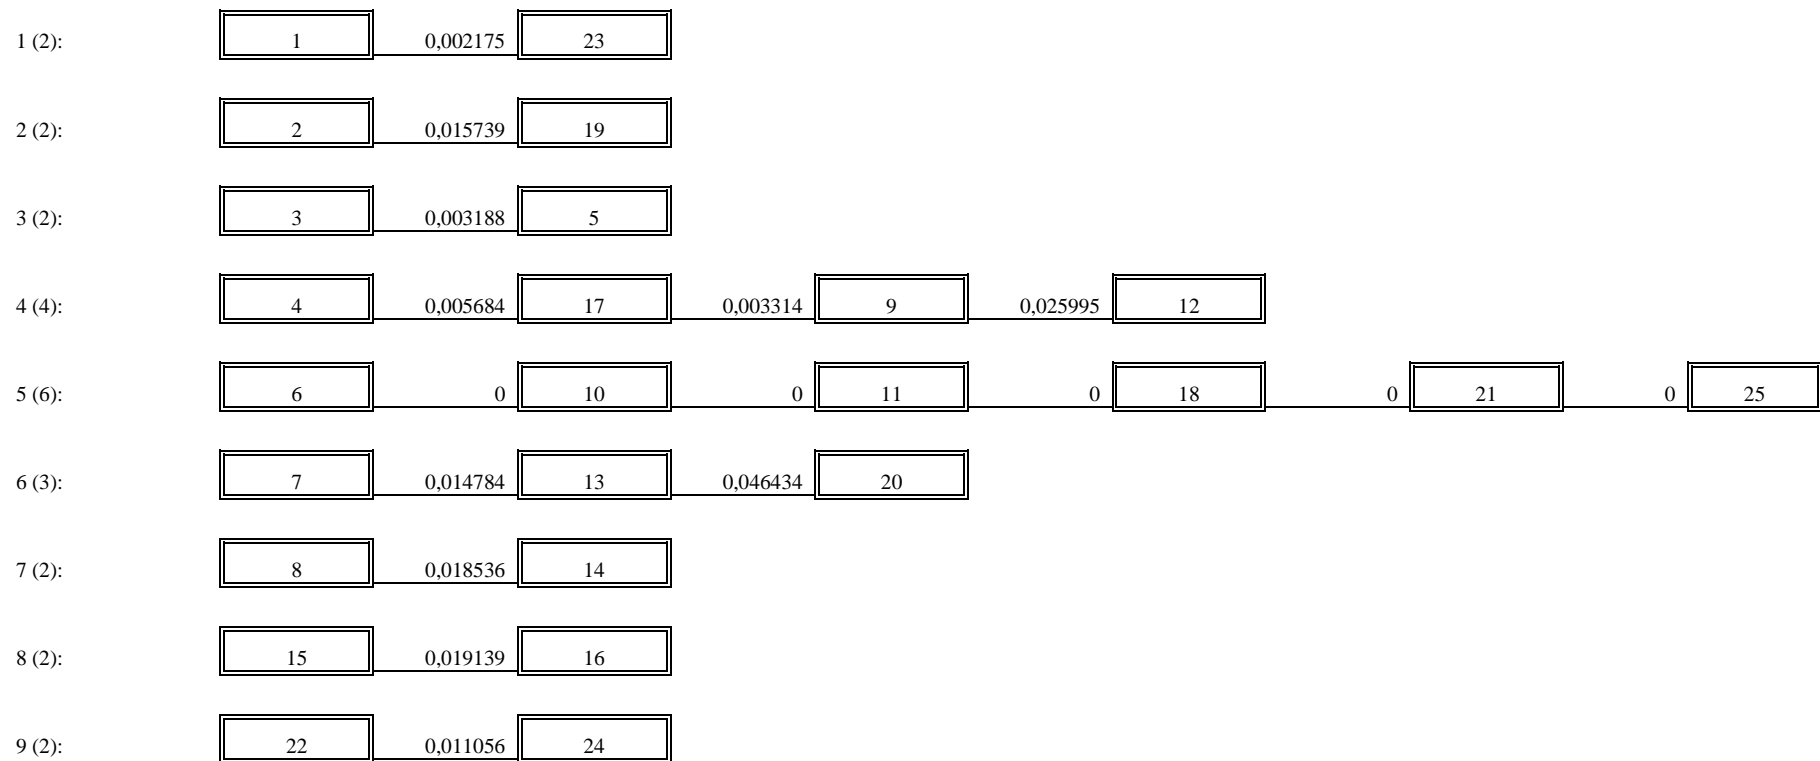 1 (2): 1 0,002175 23
2 (2): 2 0,015739 19
3 (2): 3 0,003188 5
4 (4): 4 0,005684 17 0,003314 9 0,025995 12
5 (6): 6 0 10 0 11 0 18 0 21 0 25
6 (3): 7 0,014784 13 0,046434 20
7 (2): 8 0,018536 14
8 (2): 15 0,019139 16
9 (2): 22 0,011056 24